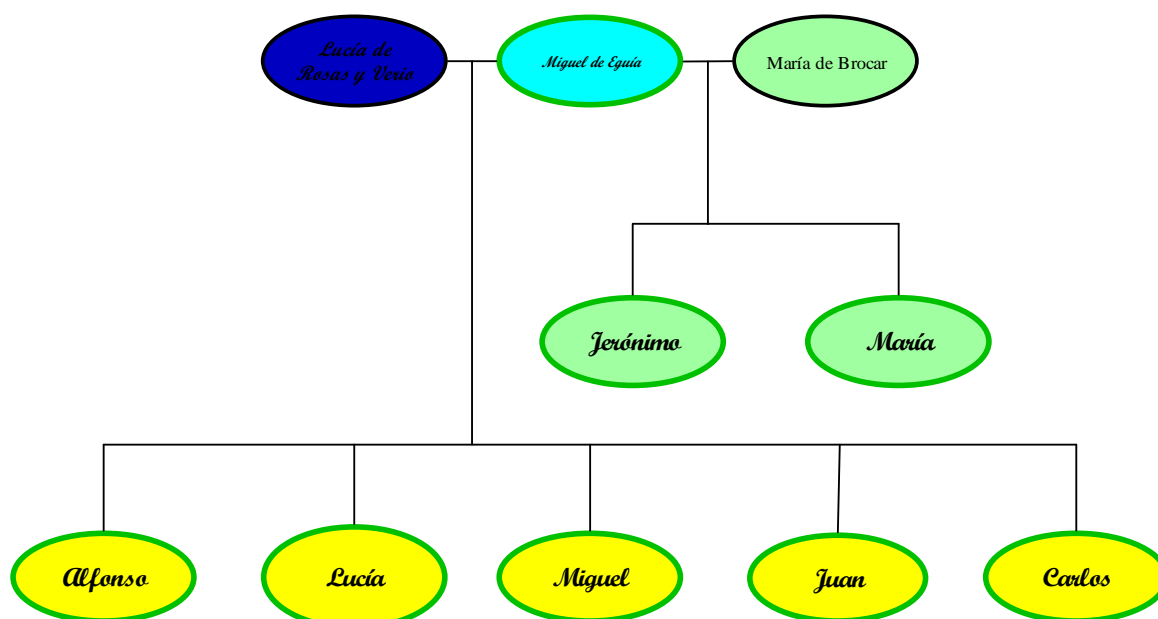 Lucía de
Rosas y Verio
Miguel de Eguía
María de Brocar
Jerónimo
María
Alfonso
Lucía
Miguel
Juan
Carlos